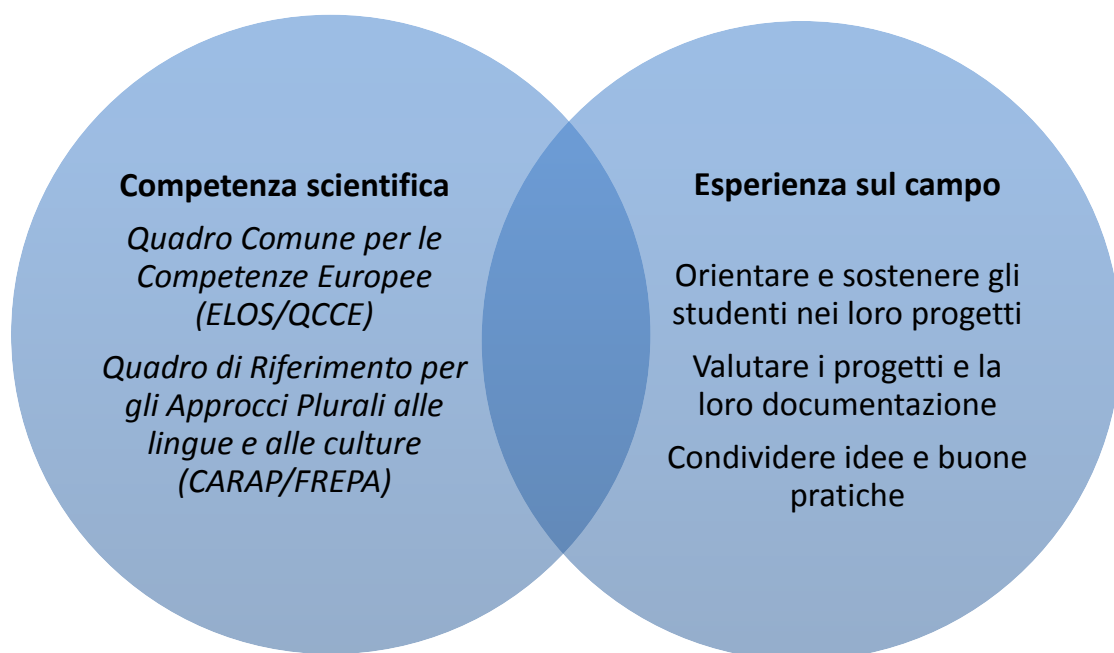 Competenza scientifica
Quadro Comune per le
Competenze Europee
(ELOS/QCCE)
Quadro di Riferimento per
gli Approcci Plurali alle
lingue e alle culture
(CARAP/FREPA)
Esperienza sul campo
Orientare e sostenere gli
studenti nei loro progetti
Valutare i progetti e la
loro documentazione
Condividere idee e buone
pratiche